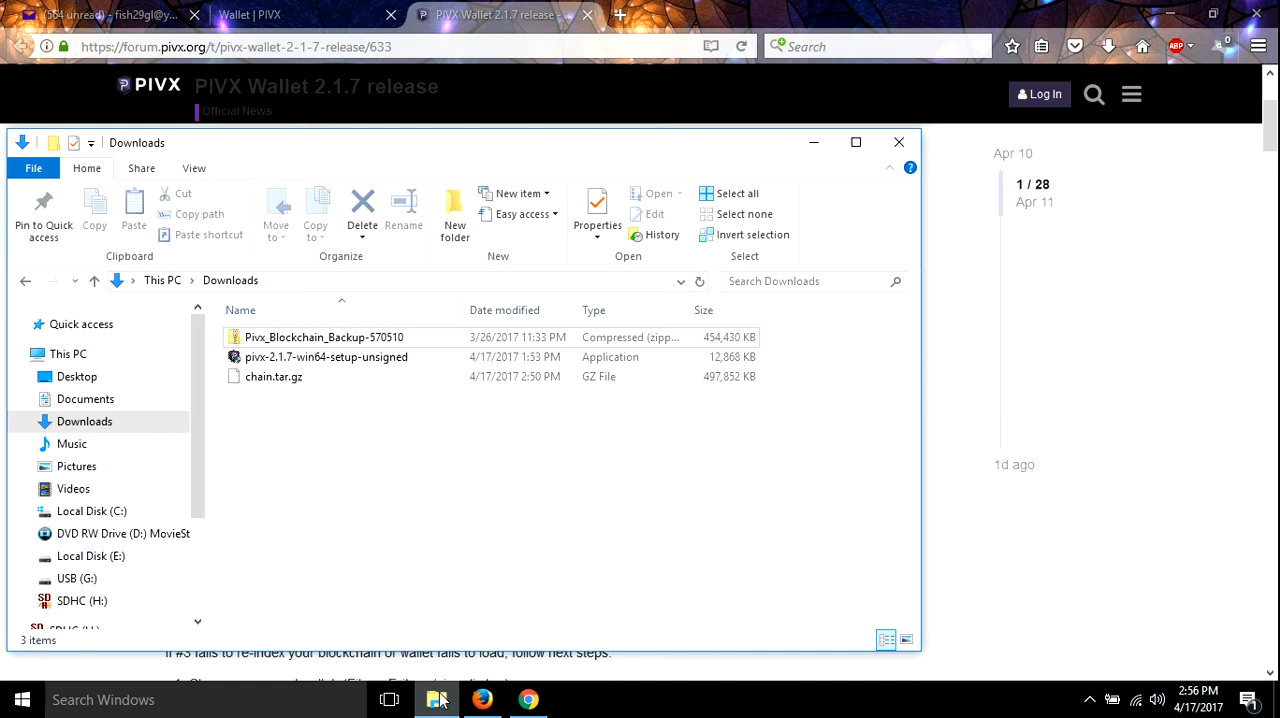 (564 unread) - fish29gl@y...
Wallet | PIVX
PIVX Wallet 2.1.7 release -
https://forum.pivx.org/t/pivx-wallet-2-1-7-release/633
Search
ABP
0
PIVX
PIVX Wallet 2.1.7 release
Official News
Log In
Downloads
File
Home
Share
View
Pin to Quick access
Copy
Paste
Cut
Copy path
Paste shortcut
Move to
Copy to
Delete
Rename
New folder
New item
Easy access
Properties
Open
Edit
History
Select all
Select none
Invert selection
Clipboard
Organize
New
Open
Select
This PC
Downloads
Search Downloads
Name
Date modified
Type
Size
Pivx_Blockchain_Backup-570510
3/26/2017 11:33 PM
Compressed (zipp...
454,430 KB
pivx-2.1.7-win64-setup-unsigned
4/17/2017 1:53 PM
Application
12,868 KB
chain.tar.gz
4/17/2017 2:50 PM
GZ File
497,852 KB
Quick access
This PC
Desktop
Documents
Downloads
Music
Pictures
Videos
Local Disk (C:)
DVD RW Drive (D:) MovieSt
Local Disk (E:)
USB (G:)
SDHC (H:)
3 items
Apr 10
1 / 28
Apr 11
1d ago
If #3 fails to re-index your blockchain or wallet fails to load, follow next steps:
Search Windows
2:56 PM
4/17/2017
1